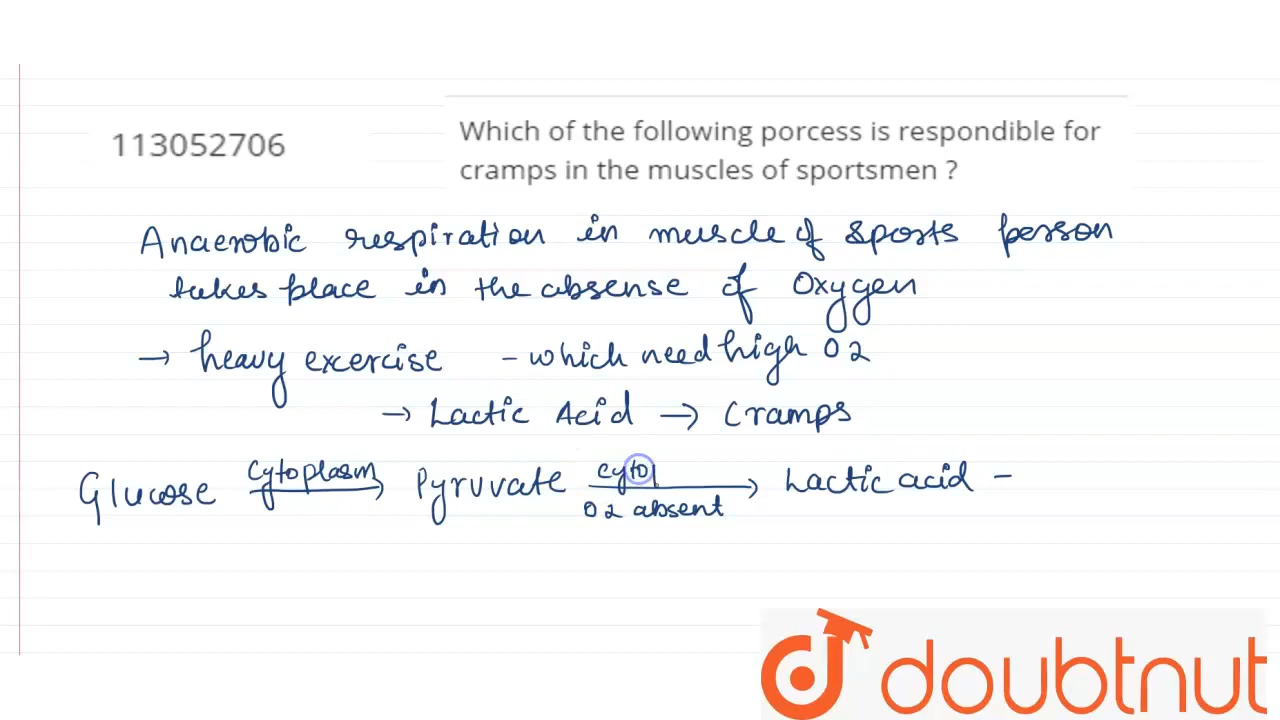 113052706
Which of the following porcess is respondible for
cramps in the muscles of sportsmen ?
Anaerobic respiration in muscle of sports person
takes place in the absense of Oxygen
→ heavy exercise - which need high O2
→ Lactic Acid → Cramps
Glucose Cytoplasm → Pyruvate Cytop O2 absent → Lactic acid -
doubtnut